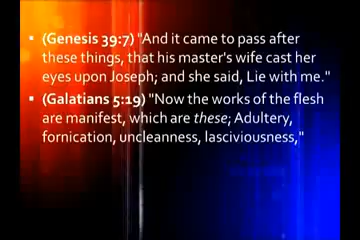 • (Genesis 39:7) "And it came to pass after
these things, that his master's wife cast her
eyes upon Joseph; and she said, Lie with me."
• (Galatians 5:19) "Now the works of the flesh
are manifest, which are these; Adultery,
fornication, uncleanness, lasciviousness,"